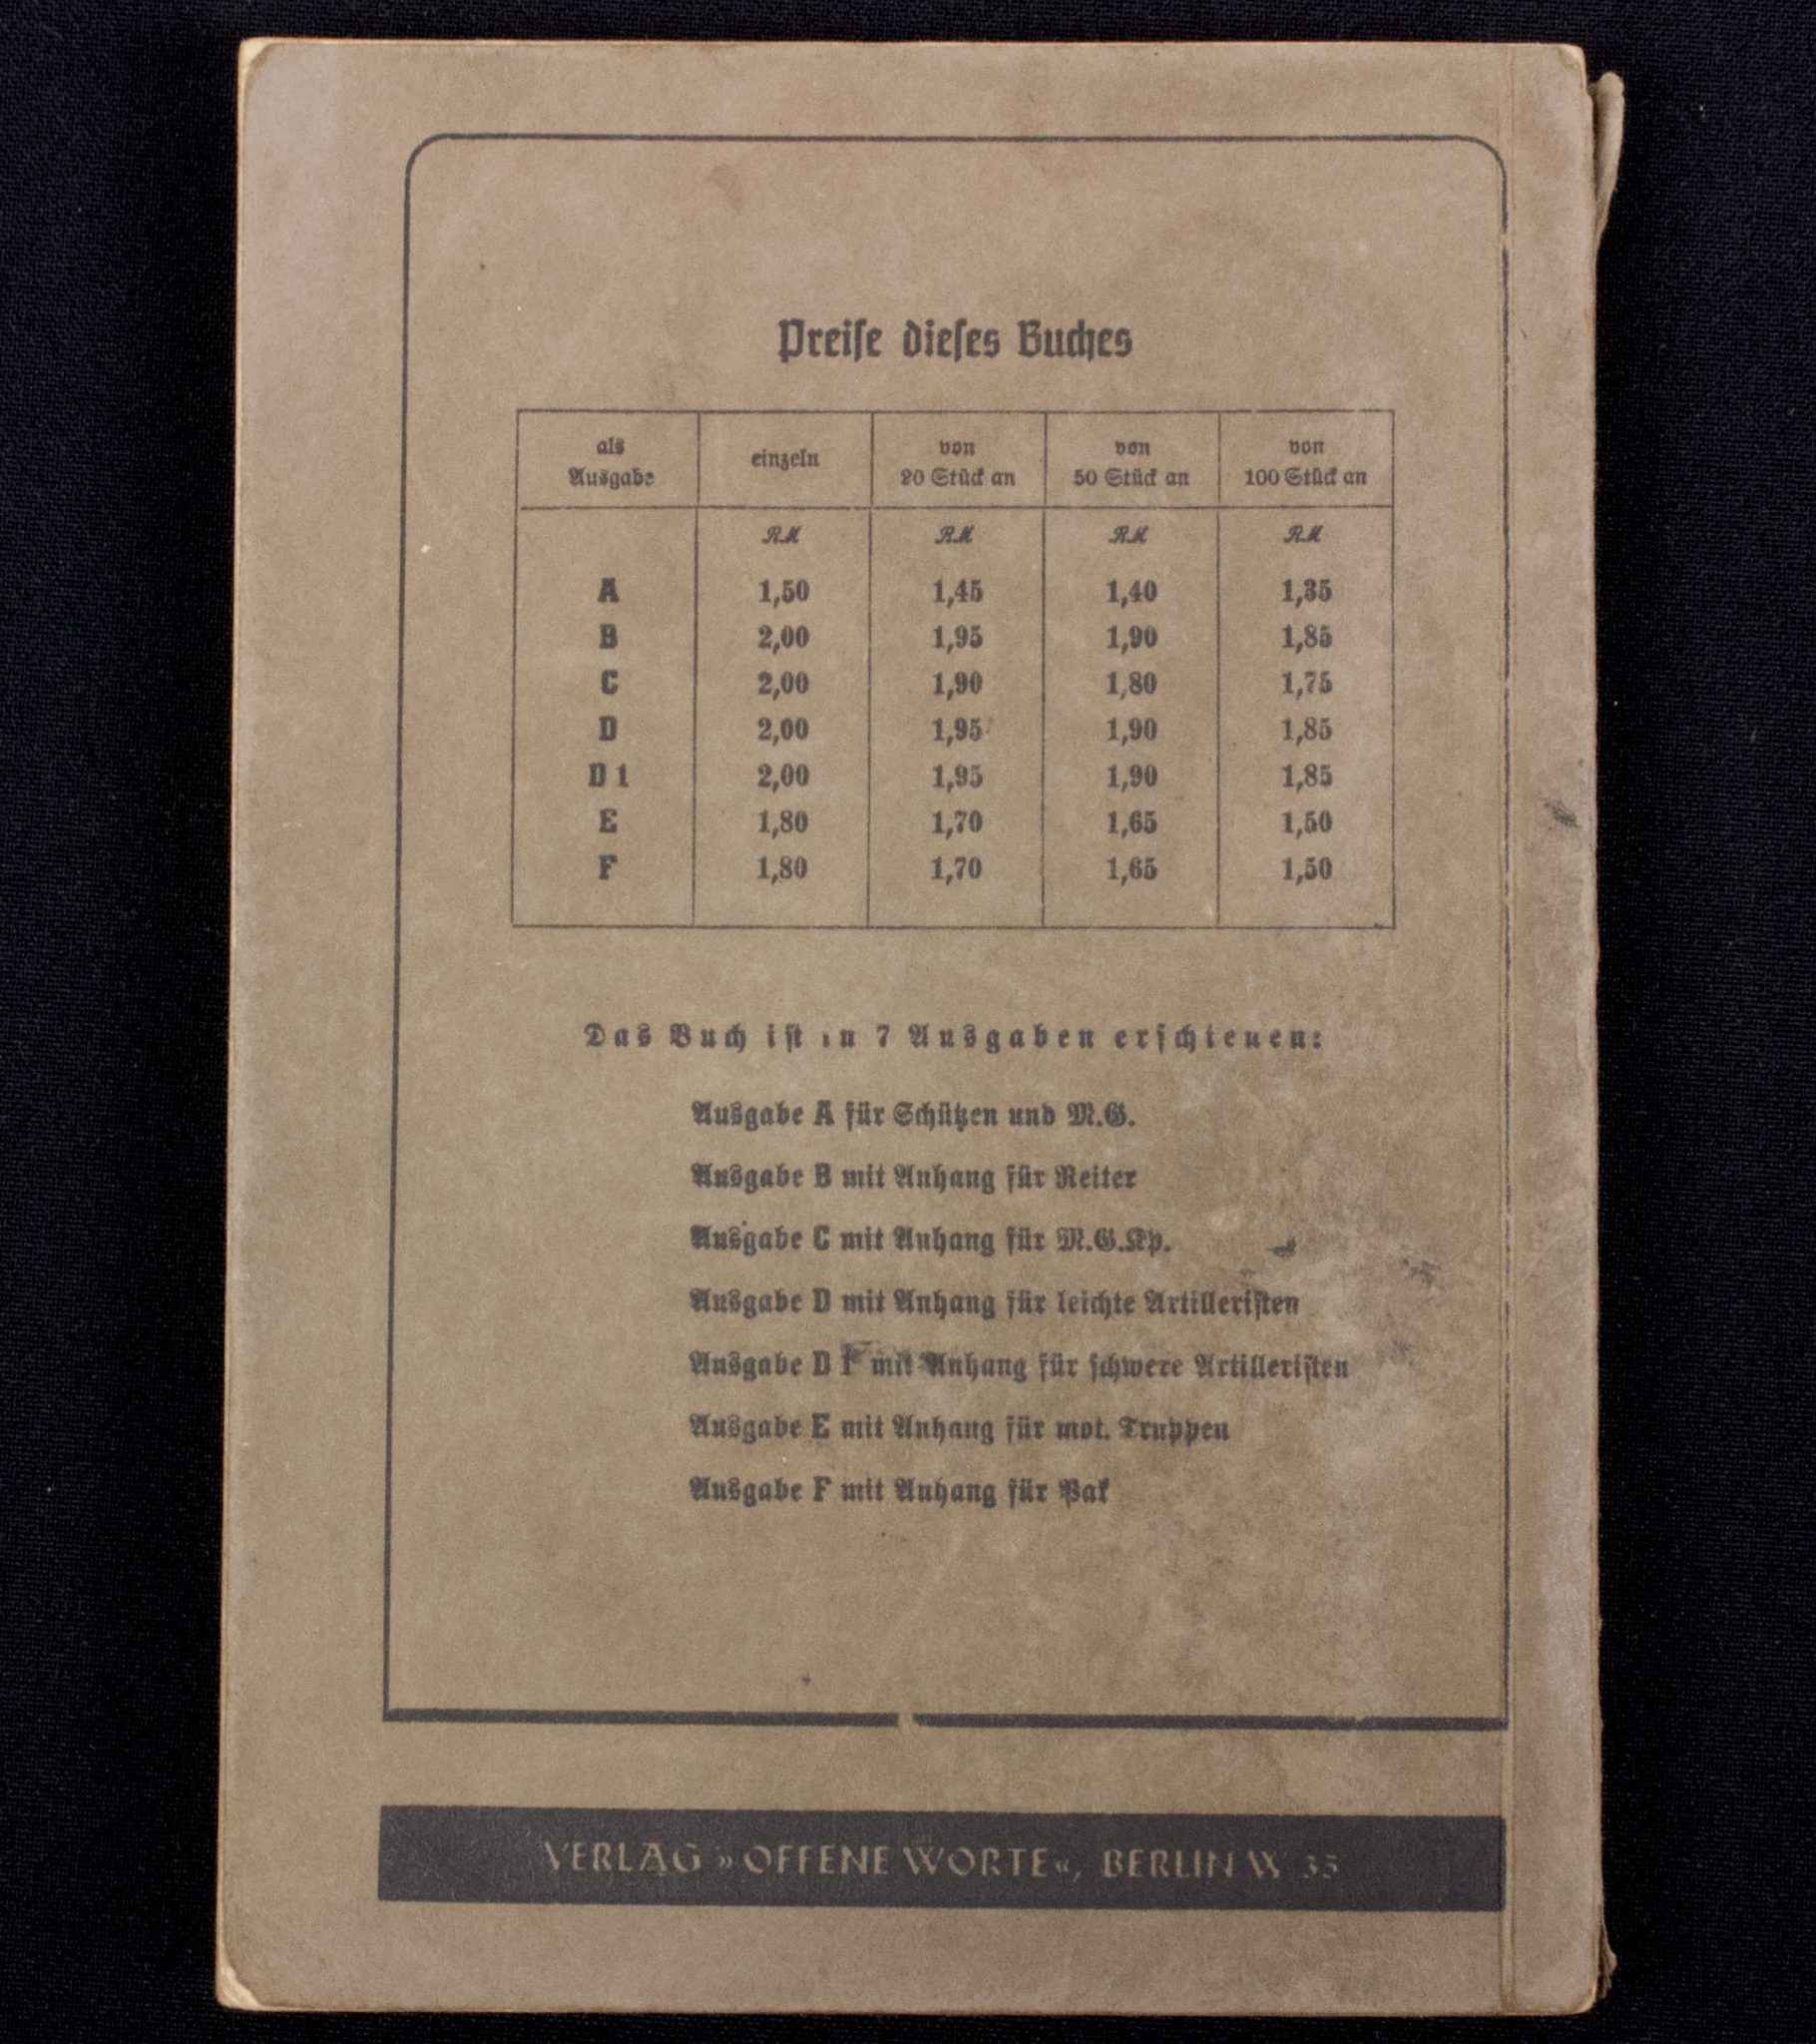 Preise dieses Buches
als Ausgabe einzeln von 20 Stück an von 50 Stück an von 100 Stück an
RM RM RM RM
A 1,50 1,45 1,40 1,35
B 2,00 1,95 1,90 1,85
C 2,00 1,90 1,80 1,75
D 2,00 1,95 1,90 1,85
D 1 2,00 1,95 1,90 1,85
E 1,80 1,70 1,65 1,50
F 1,80 1,70 1,65 1,50
Das Buch ist in 7 Ausgaben erschienen:
Ausgabe A für Schützen und M.G.
Ausgabe B mit Anhang für Reiter
Ausgabe C mit Anhang für M.G.Kp.
Ausgabe D mit Anhang für leichte Artilleristen
Ausgabe D 1 mit Anhang für schwere Artilleristen
Ausgabe E mit Anhang für mot. Truppen
Ausgabe F mit Anhang für Pak
VERLAG »OFFENE WORTE«, BERLIN W 35